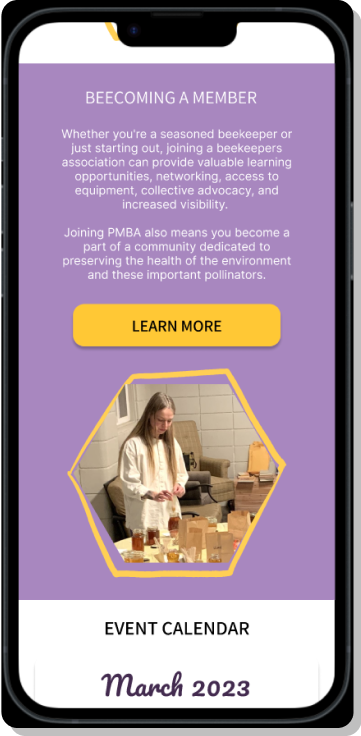 BEECOMING A MEMBER
Whether you're a seasoned beekeeper or
just starting out, joining a beekeepers
association can provide valuable learning
opportunities, networking, access to
equipment, collective advocacy, and
increased visibility.
Joining PMBA also means you become a
part of a community dedicated to
preserving the health of the environment
and these important pollinators.
LEARN MORE
EVENT CALENDAR
March 2023